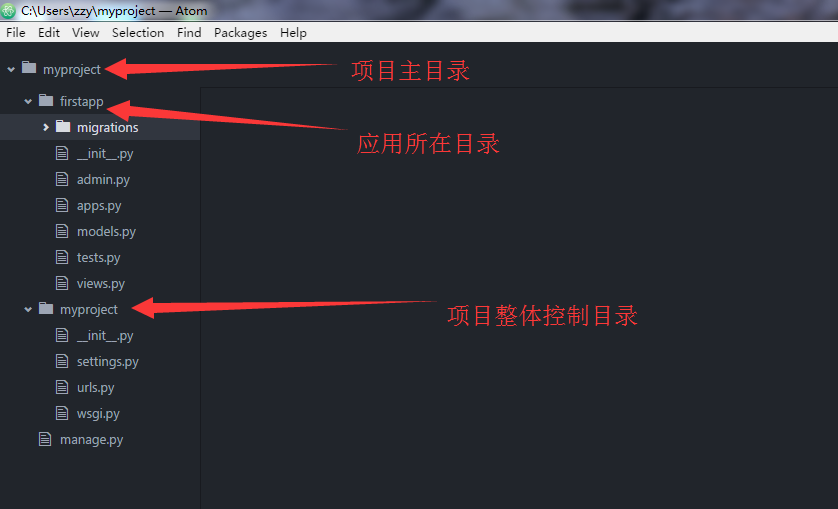 C:\Users\zzy\myproject — Atom
File Edit View Selection Find Packages Help
myproject
项目主目录
firstapp
应用所在目录
migrations
__init__.py
admin.py
apps.py
models.py
tests.py
views.py
myproject
项目整体控制目录
__init__.py
settings.py
urls.py
wsgi.py
manage.py